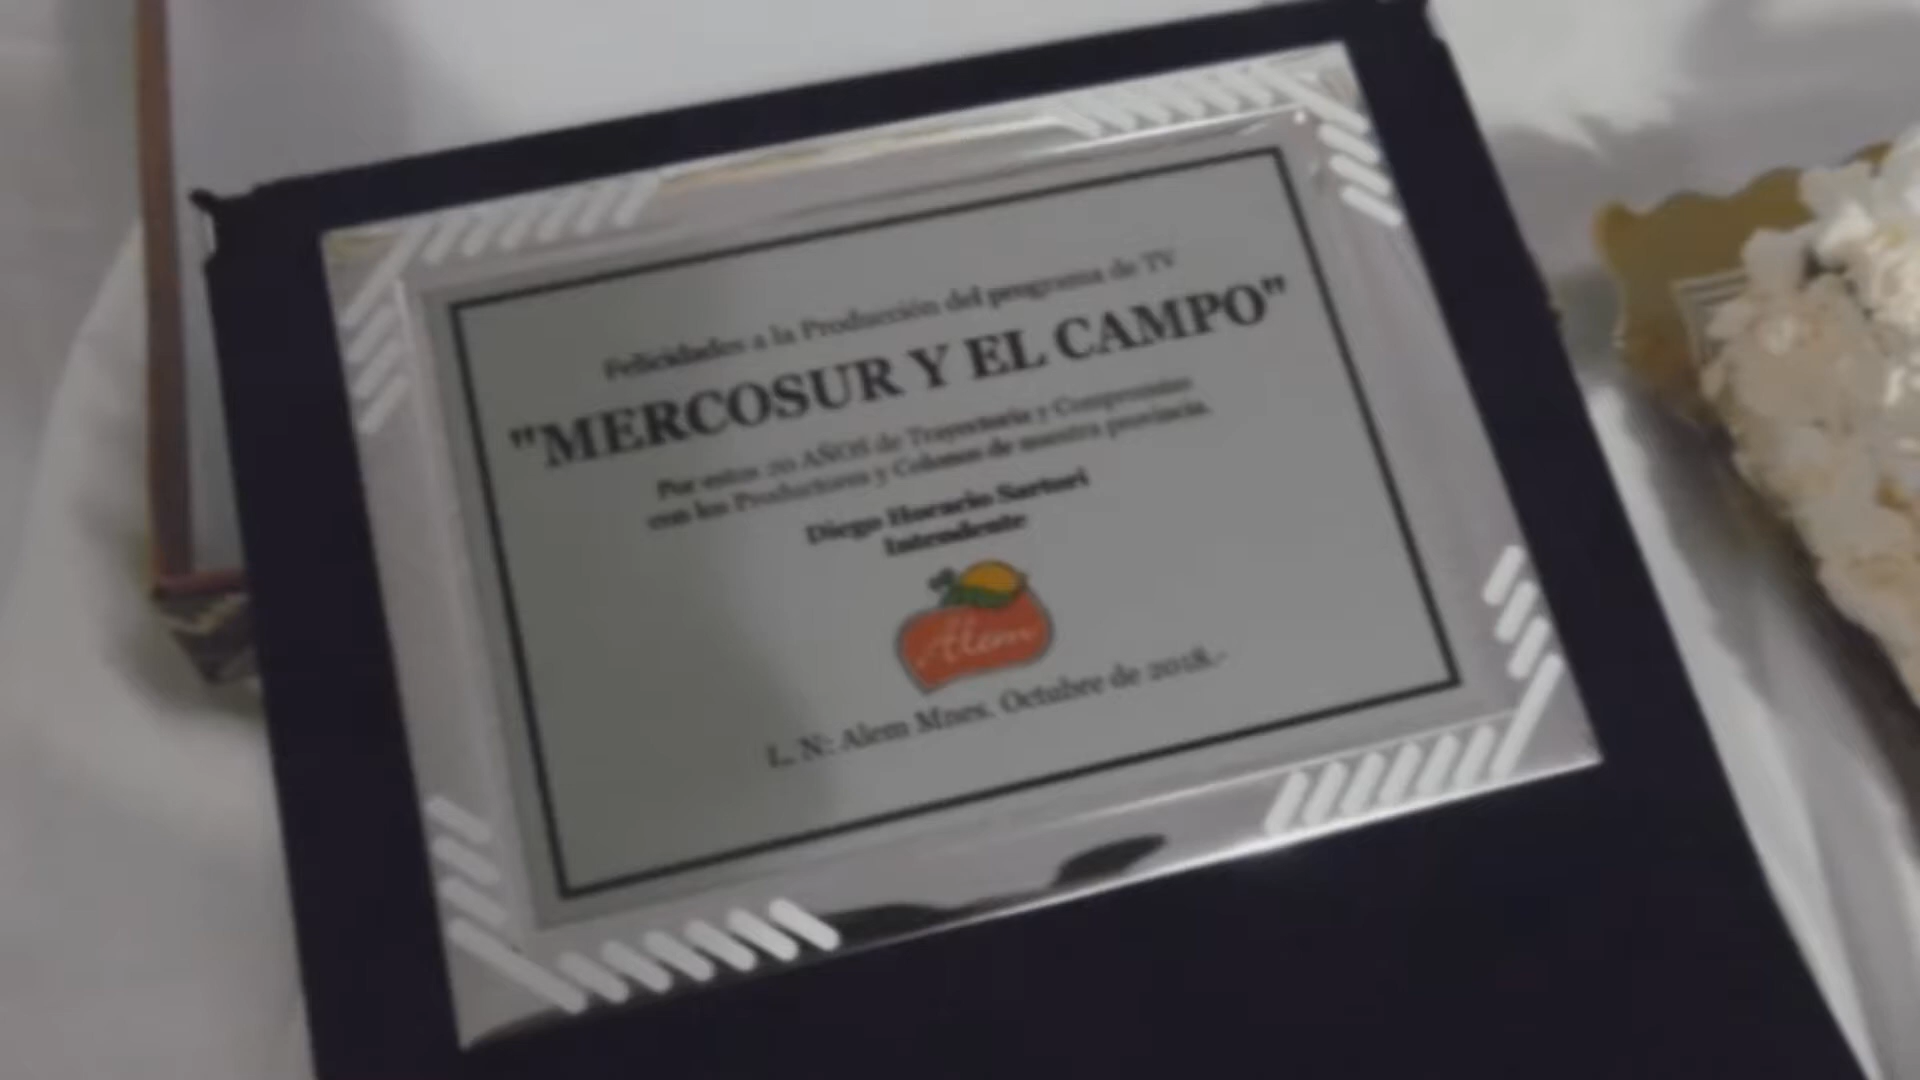 Felicidades a la Producción del programa de TV
"MERCOSUR Y EL CAMPO"
Por estos 20 AÑOS de Trayectoria y Compromiso
con los Productores y Colonos de nuestra provincia.
Diego Horacio Sartori
Intendente
Alem
L. N: Alem Mnes. Octubre de 2018.-